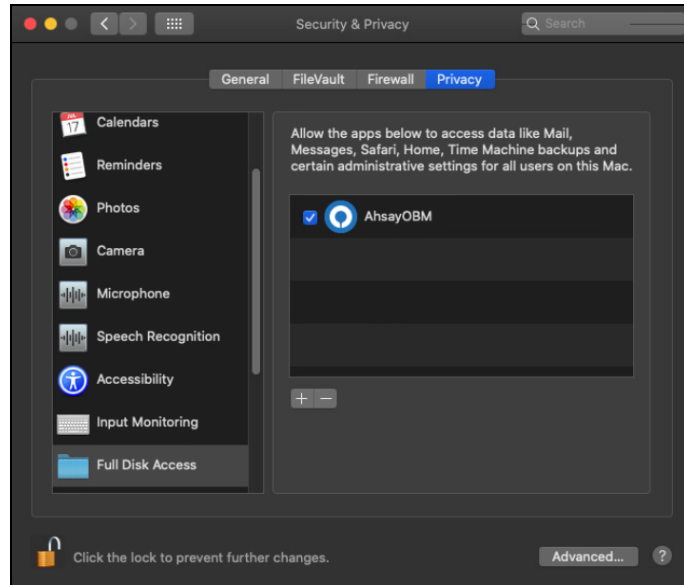 Security & Privacy
Search
General
FileVault
Firewall
Privacy
JUL
17
Calendars
Reminders
Photos
Camera
Microphone
Speech Recognition
Accessibility
Input Monitoring
Full Disk Access
Allow the apps below to access data like Mail,
Messages, Safari, Home, Time Machine backups and
certain administrative settings for all users on this Mac.
AhsayOBM
+ −
Click the lock to prevent further changes.
Advanced...
?